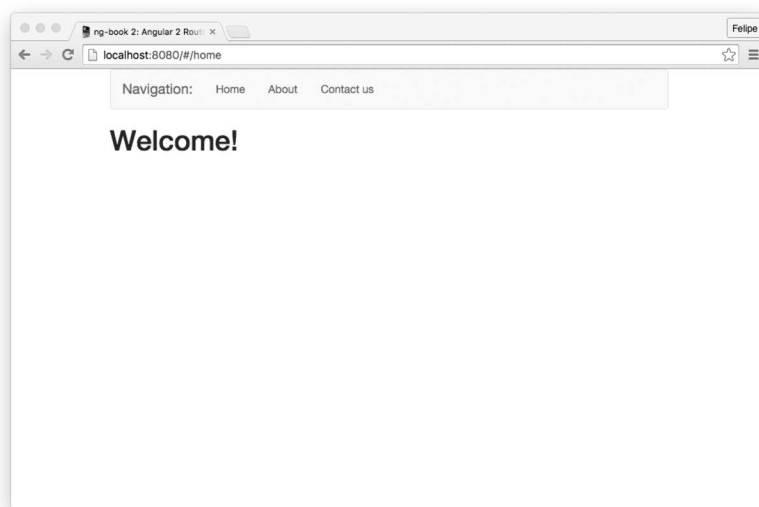 ng-book 2: Angular 2 Rout
Felipe
localhost:8080/#/home
Navigation: Home About Contact us
Welcome!